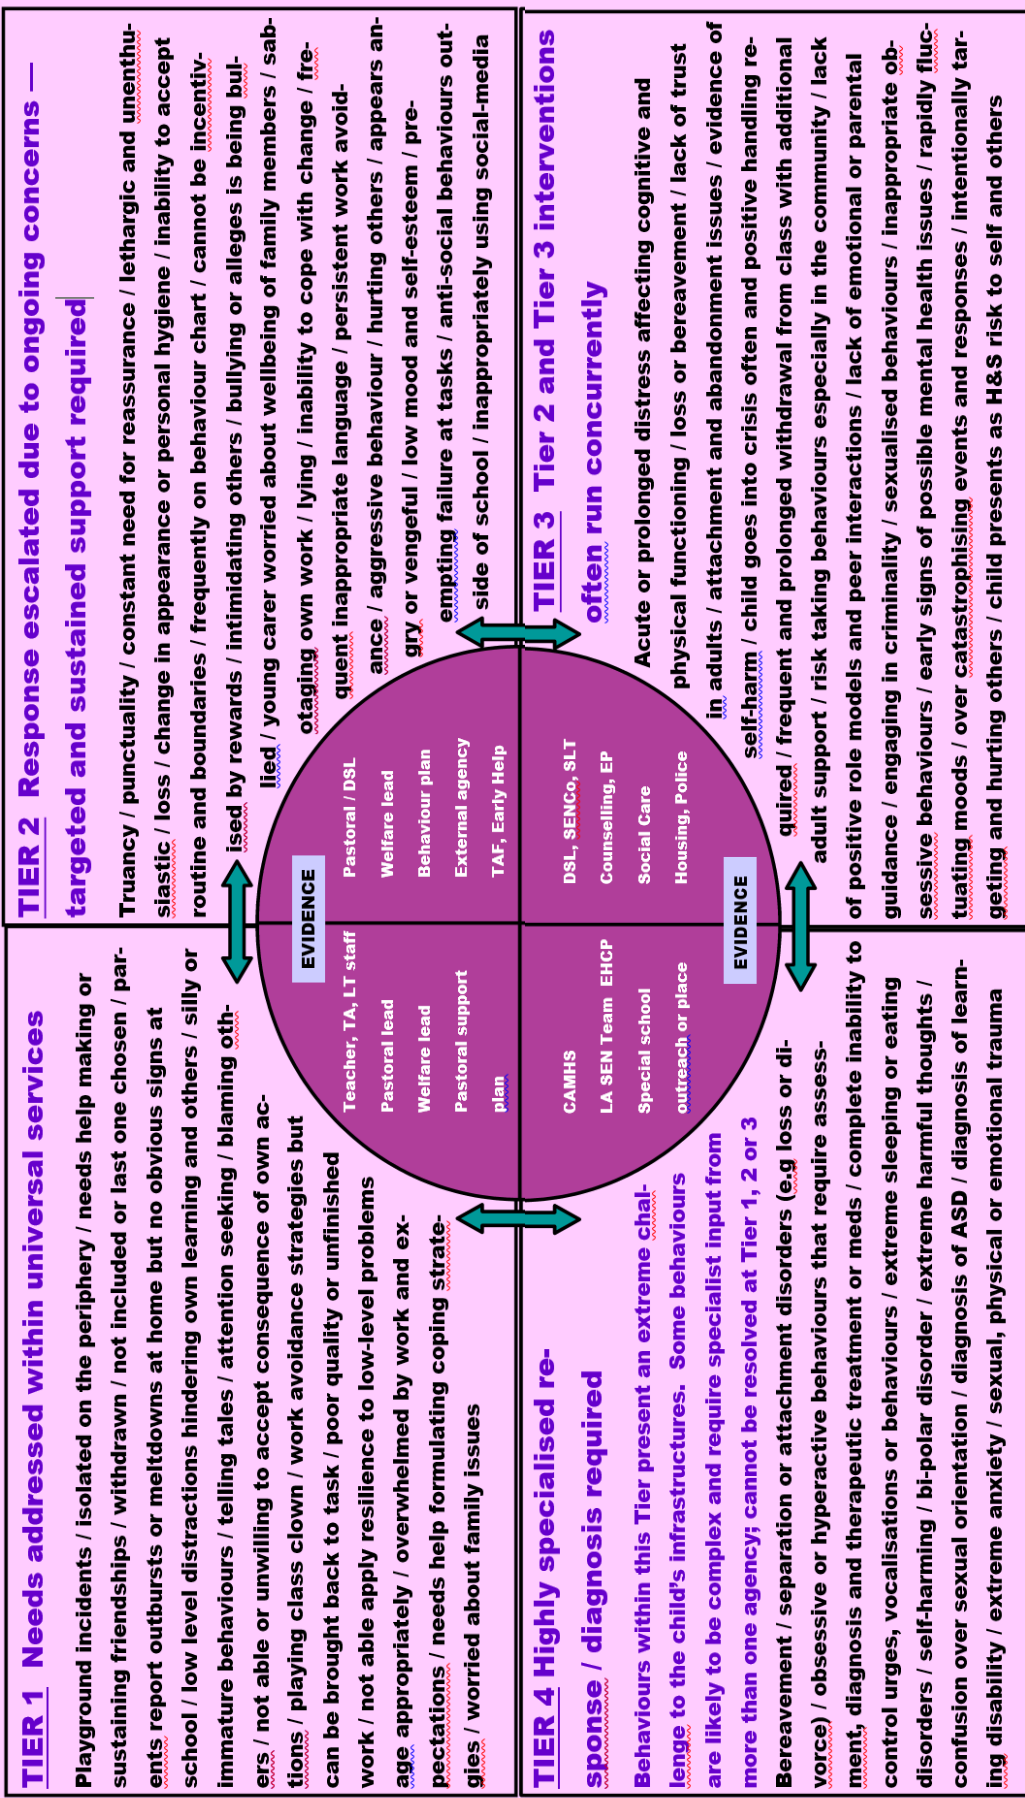 TIER 1  Needs addressed within universal services
Playground incidents / isolated on the periphery / needs help making or
sustaining friendships / withdrawn / not included or last one chosen / par-
ents report outbursts or meltdowns at home but no obvious signs at
school / low level distractions hindering own learning and others / silly or
immature behaviours / telling tales / attention seeking / blaming oth-
ers / not able or unwilling to accept consequence of own ac-
tions / playing class clown / work avoidance strategies but
can be brought back to task / poor quality or unfinished
work / not able apply resilience to low-level problems
age appropriately / overwhelmed by work and ex-
pectations / needs help formulating coping strate-
gies / worried about family issues
TIER 2  Response escalated due to ongoing concerns —
targeted and sustained support required
Truancy / punctuality / constant need for reassurance / lethargic and unenthu-
siastic / loss / change in appearance or personal hygiene / inability to accept
routine and boundaries / frequently on behaviour chart / cannot be incentiv-
ised by rewards / intimidating others / bullying or alleges is being bul-
lied / young carer worried about wellbeing of family members / sab-
otaging own work / lying / inability to cope with change / fre-
quent inappropriate language / persistent work avoid-
ance / aggressive behaviour / hurting others / appears an-
gry or vengeful / low mood and self-esteem / pre-
empting failure at tasks / anti-social behaviours out-
side of school / inappropriately using social-media
EVIDENCE
Teacher, TA, LT staff
Pastoral lead
Welfare lead
Pastoral support
plan
Pastoral / DSL
Welfare lead
Behaviour plan
External agency
TAF, Early Help
CAMHS
LA SEN Team  EHCP
Special school
outreach or place
DSL, SENCo, SLT
Counselling, EP
Social Care
Housing, Police
EVIDENCE
TIER 4 Highly specialised re-
sponse / diagnosis required
Behaviours within this Tier present an extreme chal-
lenge to the child's infrastructures.  Some behaviours
are likely to be complex and require specialist input from
more than one agency; cannot be resolved at Tier 1, 2 or 3
Bereavement / separation or attachment disorders (e.g loss or di-
vorce) / obsessive or hyperactive behaviours that require assess-
ment, diagnosis and therapeutic treatment or meds / complete inability to
control urges, vocalisations or behaviours / extreme sleeping or eating
disorders / self-harming / bi-polar disorder / extreme harmful thoughts /
confusion over sexual orientation / diagnosis of ASD / diagnosis of learn-
ing disability / extreme anxiety / sexual, physical or emotional trauma
TIER 3  Tier 2 and Tier 3 interventions
often run concurrently
Acute or prolonged distress affecting cognitive and
physical functioning / loss or bereavement / lack of trust
in adults / attachment and abandonment issues / evidence of
self-harm / child goes into crisis often and positive handling re-
quired / frequent and prolonged withdrawal from class with additional
adult support / risk taking behaviours especially in the community / lack
of positive role models and peer interactions / lack of emotional or parental
guidance / engaging in criminality / sexualised behaviours / inappropriate ob-
sessive behaviours / early signs of possible mental health issues / rapidly fluc-
tuating moods / over catastrophising events and responses / intentionally tar-
geting and hurting others / child presents as H&S risk to self and others